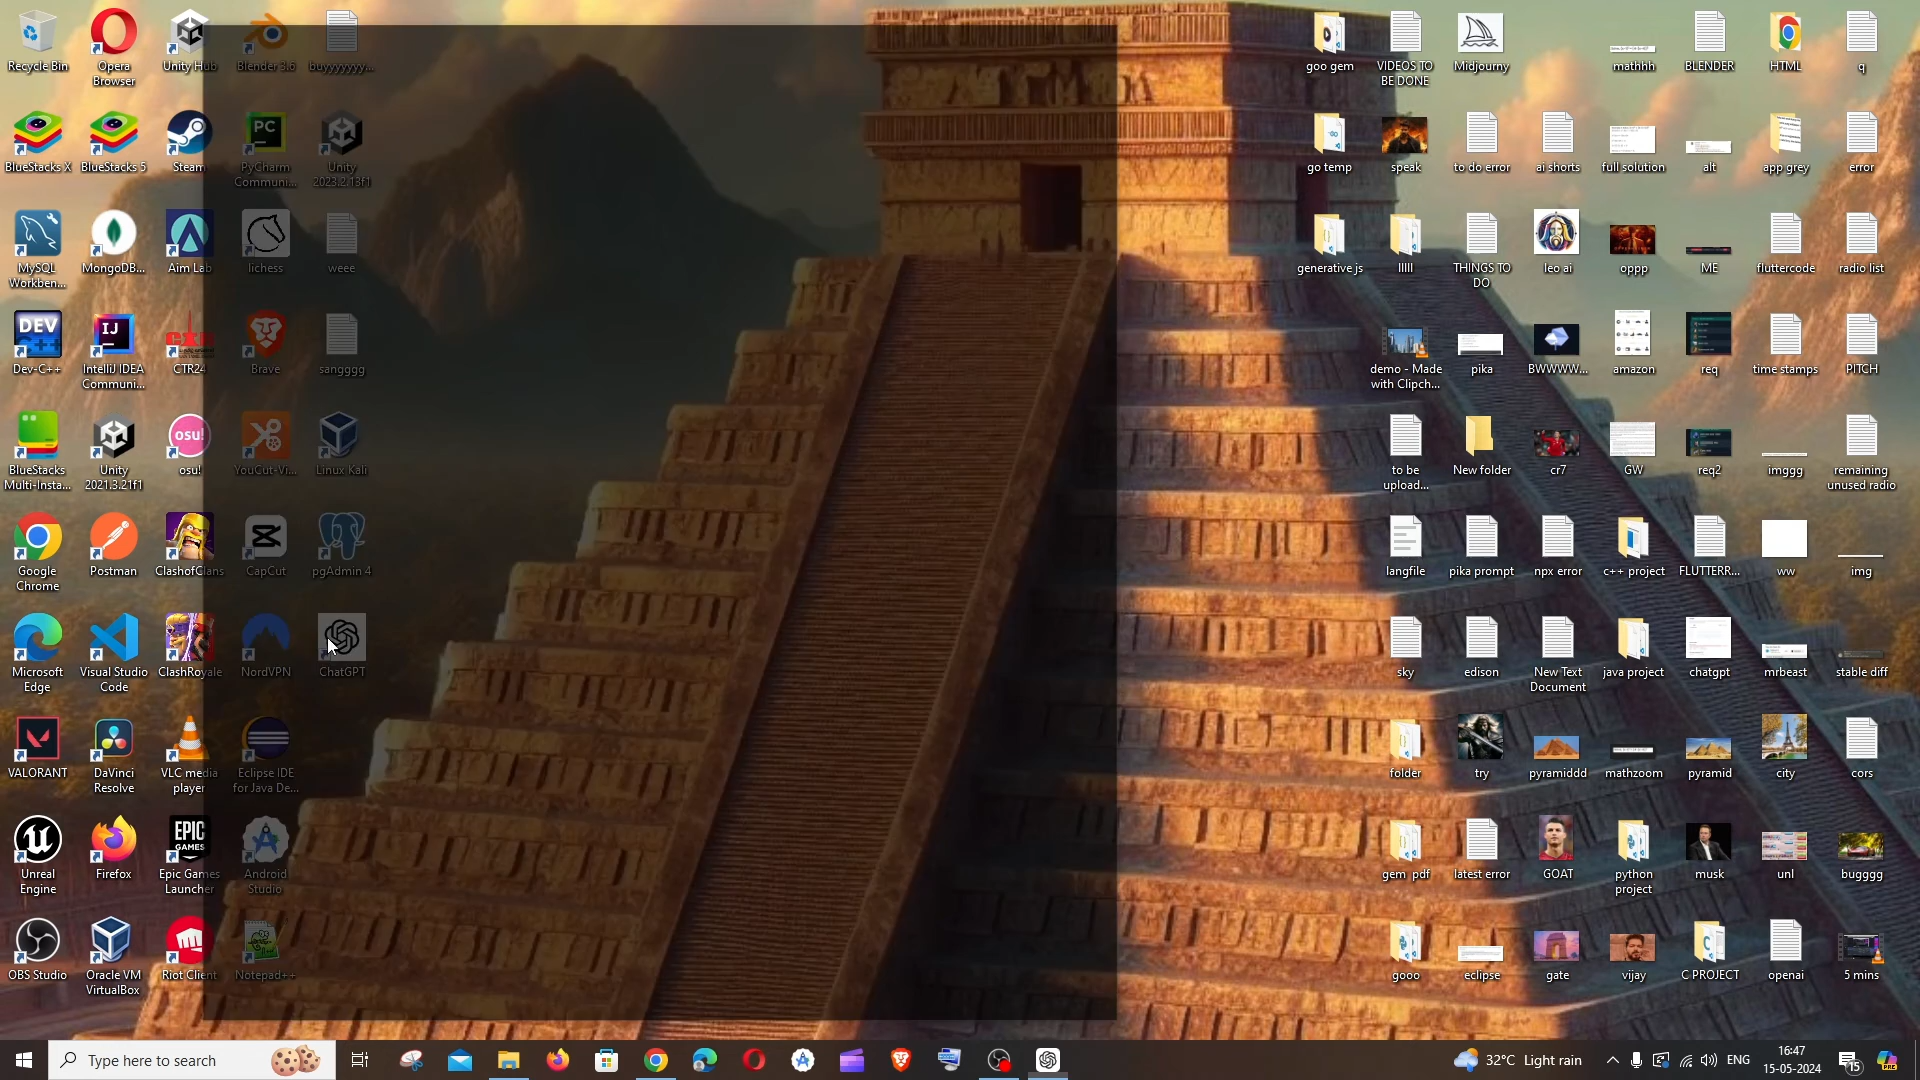 Recycle Bin
Opera
Browser
Unity Hub
Blender 3.6
buyyyyyyy...
BlueStacks X
BlueStacks 5
Steam
PC
PyCharm
Communi...
Unity
2023.2.13f1
MySQL
Workben...
MongoDB...
Aim Lab
lichess
weee
DEV
C++
Dev-C++
IJ
IntelliJ IDEA
Communi...
CTR24
Brave
sangggg
BlueStacks
Multi-Insta...
Unity
2021.3.21f1
osu!
osu!
YouCut-Vi...
Linux Kali
Google
Chrome
Postman
ClashofClans
CapCut
pgAdmin 4
Microsoft
Edge
Visual Studio
Code
ClashRoyale
NordVPN
ChatGPT
VALORANT
DaVinci
Resolve
VLC media
player
Eclipse IDE
for Java De...
Unreal
Engine
Firefox
EPIC
GAMES
Epic Games
Launcher
Android
Studio
OBS Studio
Oracle VM
VirtualBox
Riot Client
Notepad++
goo gem
VIDEOS TO
BE DONE
Midjourny
mathhh
BLENDER
HTML
q
go temp
speak
to do error
ai shorts
full solution
alt
app grey
error
generative js
lllll
THINGS TO
DO
leo ai
oppp
ME
fluttercode
radio list
demo - Made
with Clipch...
pika
BWWWW...
amazon
req
time stamps
PITCH
to be
upload...
New folder
cr7
GW
req2
imggg
remaining
unused radio
langfile
pika prompt
npx error
c++ project
FLUTTERR...
ww
img
sky
edison
New Text
Document
java project
chatgpt
mrbeast
stable diff
folder
try
pyramiddd
mathzoom
pyramid
city
cors
gem pdf
latest error
GOAT
python
project
musk
unl
bugggg
gooo
eclipse
gate
vijay
C PROJECT
openai
5 mins
Type here to search
32°C Light rain
ENG
16:47
15-05-2024
15
PRE